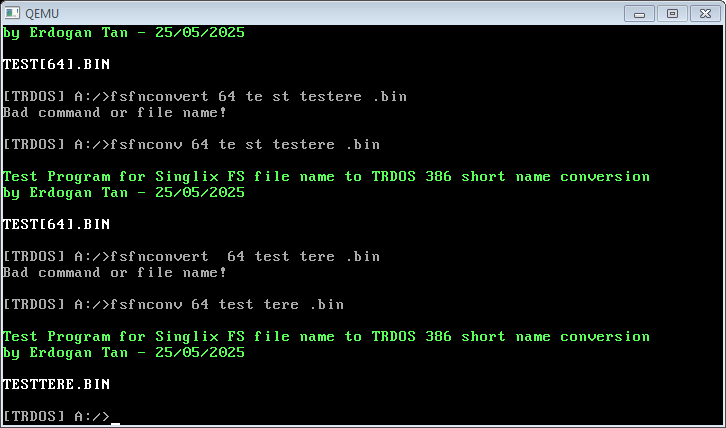 QEMU
by Erdogan Tan - 25/05/2025
TEST[64].BIN
[TRDOS] A:/>fsfnconvert 64 te st testere .bin
Bad command or file name!
[TRDOS] A:/>fsfnconv 64 te st testere .bin
Test Program for Singlix FS file name to TRDOS 386 short name conversion
by Erdogan Tan - 25/05/2025
TEST[64].BIN
[TRDOS] A:/>fsfnconvert  64 test tere .bin
Bad command or file name!
[TRDOS] A:/>fsfnconv 64 test tere .bin
Test Program for Singlix FS file name to TRDOS 386 short name conversion
by Erdogan Tan - 25/05/2025
TESTTERE.BIN
[TRDOS] A:/>_